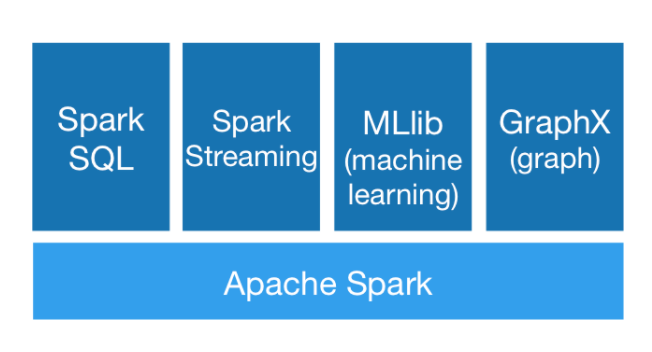 Spark
SQL
Spark
Streaming
MLlib
(machine
learning)
GraphX
(graph)
Apache Spark